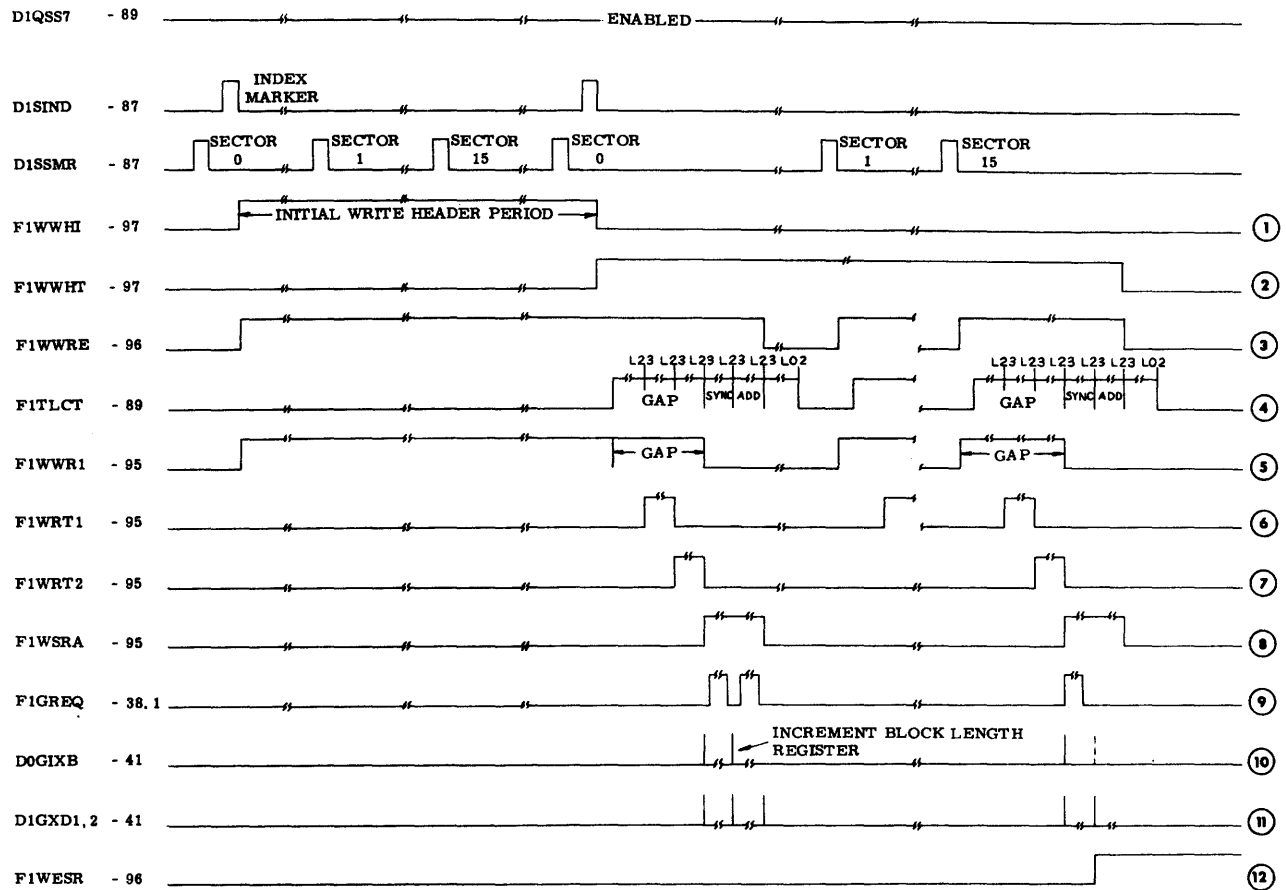 D1QSS7 - 89 ENABLED
D1SIND - 87 INDEX MARKER
D1SSMR - 87 SECTOR 0 SECTOR 1 SECTOR 15 SECTOR 0 SECTOR 1 SECTOR 15
F1WWHI - 97 INITIAL WRITE HEADER PERIOD 1
F1WWHT - 97 2
F1WWRE - 96 3
L23 L23 L23 L23 L23 L02 L23 L23 L23 L23 L23 L02
F1TLCT - 89 GAP SYNC ADD GAP SYNC ADD 4
F1WWR1 - 95 GAP GAP 5
F1WRT1 - 95 6
F1WRT2 - 95 7
F1WSRA - 95 8
F1GREQ - 38.1 9
D0GIXB - 41 INCREMENT BLOCK LENGTH REGISTER 10
D1GXD1,2 - 41 11
F1WESR - 96 12